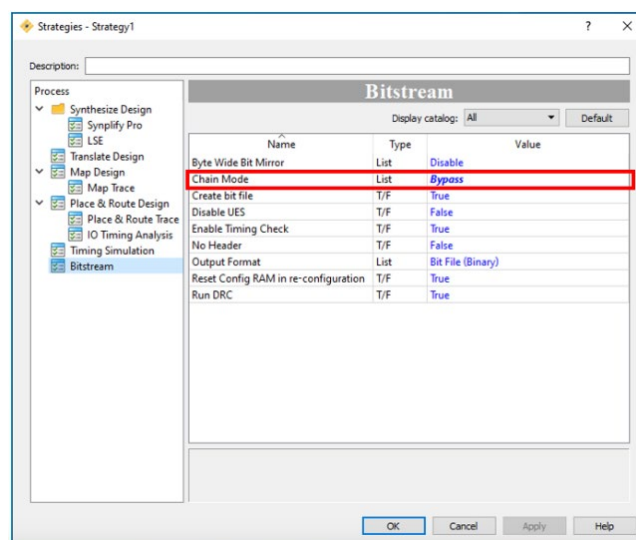 Strategies - Strategy1
Description:
Process
Synthesize Design
Synplify Pro
LSE
Translate Design
Map Design
Map Trace
Place & Route Design
Place & Route Trace
IO Timing Analysis
Timing Simulation
Bitstream
Bitstream
Display catalog: All Default
Name Type Value
Byte Wide Bit Mirror List Disable
Chain Mode List Bypass
Create bit file T/F True
Disable UES T/F False
Enable Timing Check T/F True
No Header T/F False
Output Format List Bit File (Binary)
Reset Config RAM in re-configuration T/F True
Run DRC T/F True
OK Cancel Apply Help